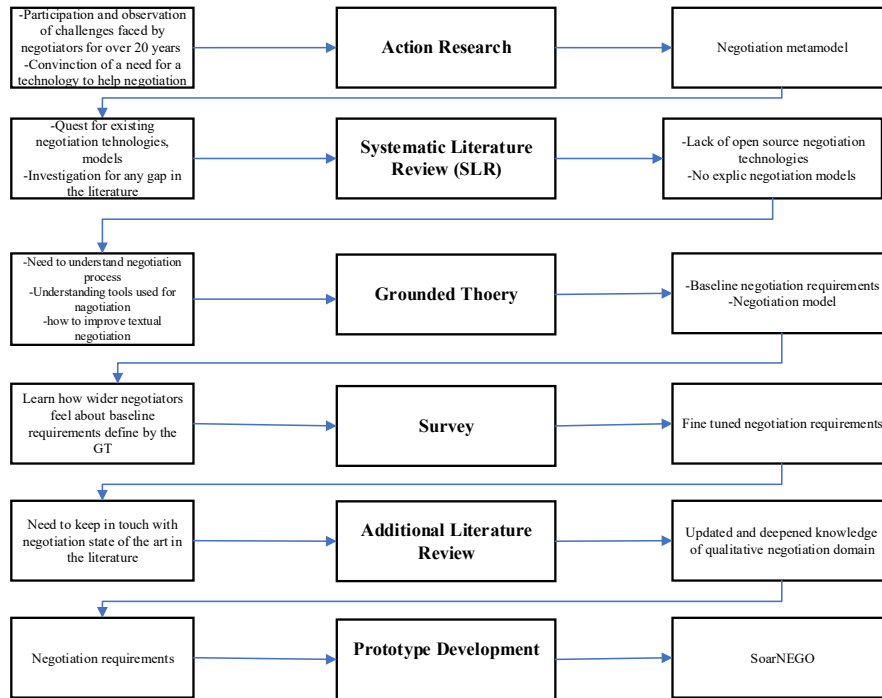 -Participation and observation
of challenges faced by
negotiators for over 20 years
-Convinction of a need for a
technology to help negotiation
Action Research
Negotiation metamodel
-Quest for existing
negotiation tehnologies,
models
-Investigation for any gap in
the literature
Systematic Literature
Review (SLR)
-Lack of open source negotiation
technologies
-No explic negotiation models
-Need to understand negotiation
process
-Understanding tools used for
nagotiation
-how to improve textual
negotiation
Grounded Thoery
-Baseline negotiation requirements
-Negotiation model
Learn how wider negotiators
feel about baseline
requirements define by the
GT
Survey
Fine tuned negotiation requirements
Need to keep in touch with
negotiation state of the art in
the literature
Additional Literature
Review
Updated and deepened knowledge
of qualitative negotiation domain
Negotiation requirements
Prototype Development
SoarNEGO